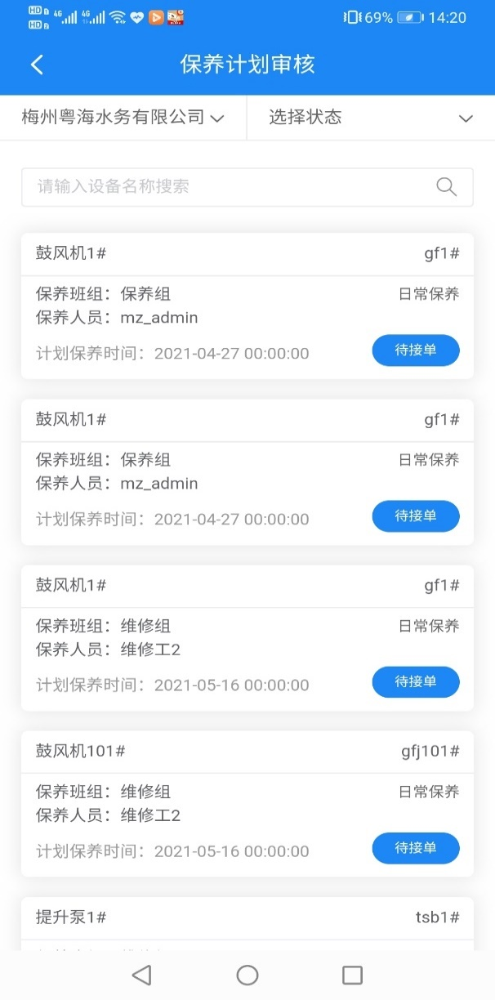 69% 14:20
保养计划审核
梅州粤海水务有限公司 选择状态
请输入设备名称搜索
鼓风机1# gf1#
保养班组：保养组 日常保养
保养人员：mz_admin
计划保养时间：2021-04-27 00:00:00 待接单
鼓风机1# gf1#
保养班组：保养组 日常保养
保养人员：mz_admin
计划保养时间：2021-04-27 00:00:00 待接单
鼓风机1# gf1#
保养班组：维修组 日常保养
保养人员：维修工2
计划保养时间：2021-05-16 00:00:00 待接单
鼓风机101# gfj101#
保养班组：维修组 日常保养
保养人员：维修工2
计划保养时间：2021-05-16 00:00:00 待接单
提升泵1# tsb1#